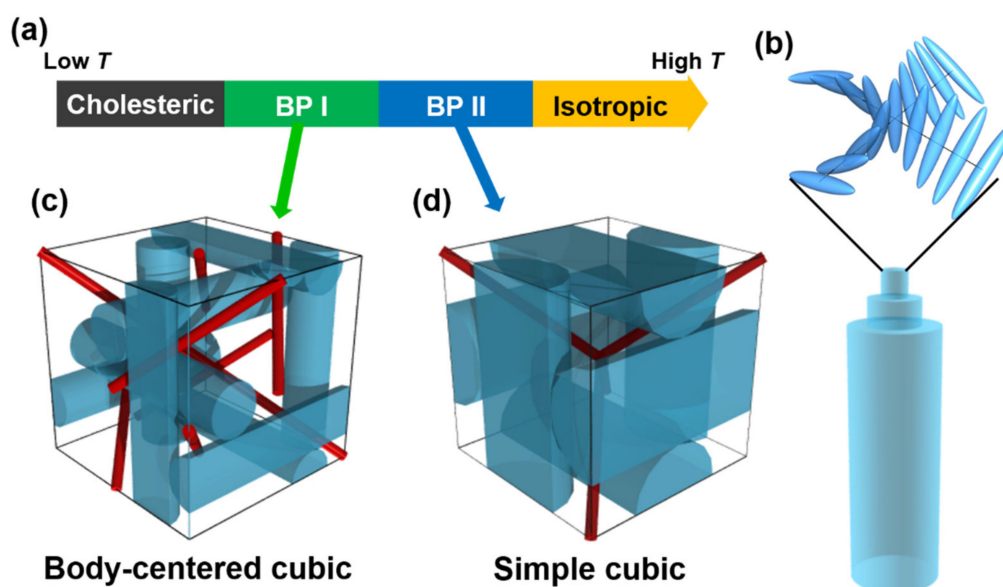 (a)
Low T
High T
Cholesteric
BP I
BP II
Isotropic
(b)
(c)
(d)
Body-centered cubic
Simple cubic